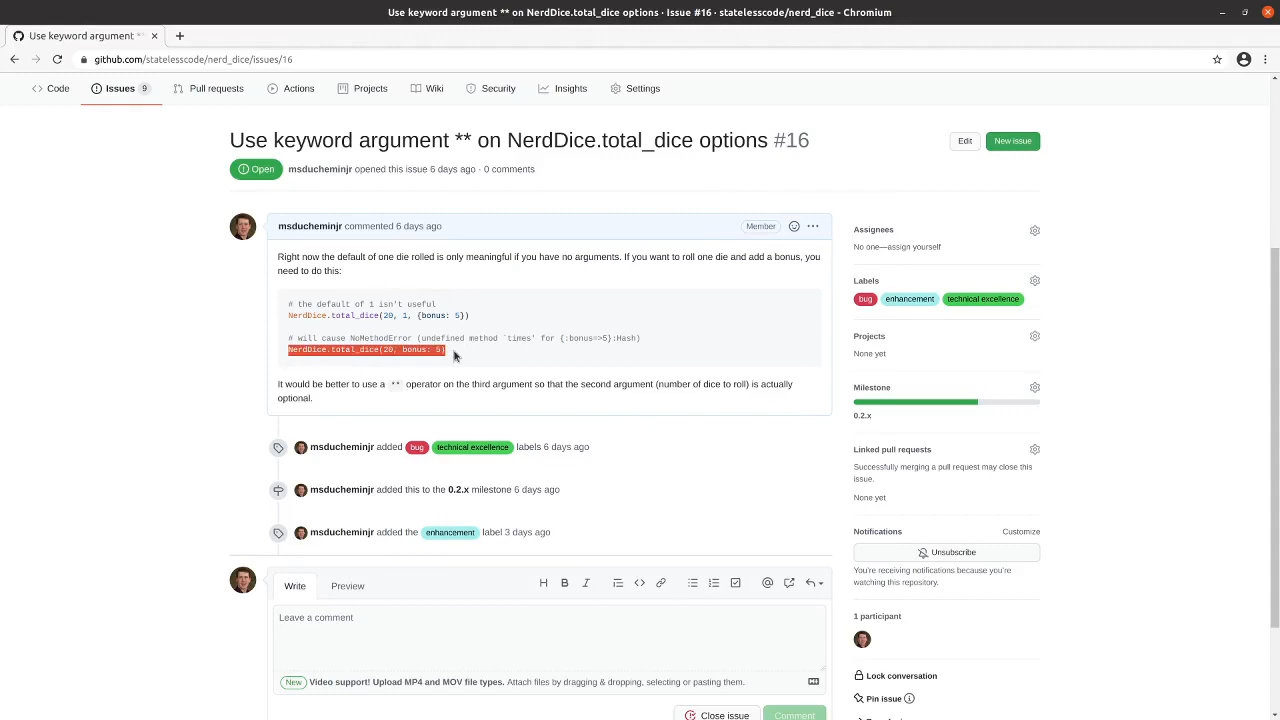 Use keyword argument ** on NerdDice.total_dice options · Issue #16 · statelesscode/nerd_dice - Chromium
Use keyword argument **
github.com/statelesscode/nerd_dice/issues/16
Code Issues 9 Pull requests Actions Projects Wiki Security Insights Settings
Use keyword argument ** on NerdDice.total_dice options #16
Edit New issue
Open msducheminjr opened this issue 6 days ago · 0 comments
msducheminjr commented 6 days ago
Member
Right now the default of one die rolled is only meaningful if you have no arguments. If you want to roll one die and add a bonus, you
need to do this:
# the default of 1 isn't useful
NerdDice.total_dice(20, 1, {bonus: 5})
# will cause NoMethodError (undefined method `times' for {:bonus=>5}:Hash)
NerdDice.total_dice(20, bonus: 5)
It would be better to use a ** operator on the third argument so that the second argument (number of dice to roll) is actually
optional.
msducheminjr added bug technical excellence labels 6 days ago
msducheminjr added this to the 0.2.x milestone 6 days ago
msducheminjr added the enhancement label 3 days ago
Write Preview
Leave a comment
New Video support! Upload MP4 and MOV file types. Attach files by dragging & dropping, selecting or pasting them.
Close issue Comment
Assignees
No one—assign yourself
Labels
bug enhancement technical excellence
Projects
None yet
Milestone
0.2.x
Linked pull requests
Successfully merging a pull request may close this
issue.
None yet
Notifications Customize
Unsubscribe
You're receiving notifications because you're
watching this repository.
1 participant
Lock conversation
Pin issue